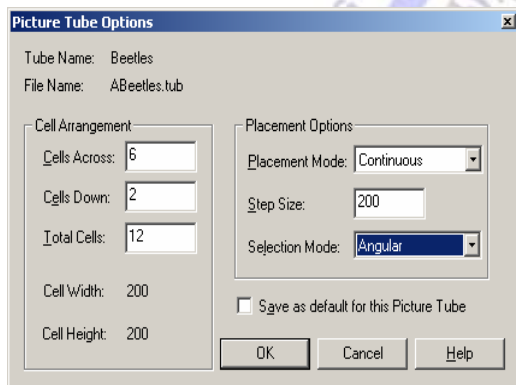 Picture Tube Options
Tube Name: Beetles
File Name: ABeetles.tub
Cell Arrangement
Cells Across: 6
Cells Down: 2
Total Cells: 12
Cell Width: 200
Cell Height: 200
Placement Options
Placement Mode: Continuous
Step Size: 200
Selection Mode: Angular
Save as default for this Picture Tube
OK Cancel Help